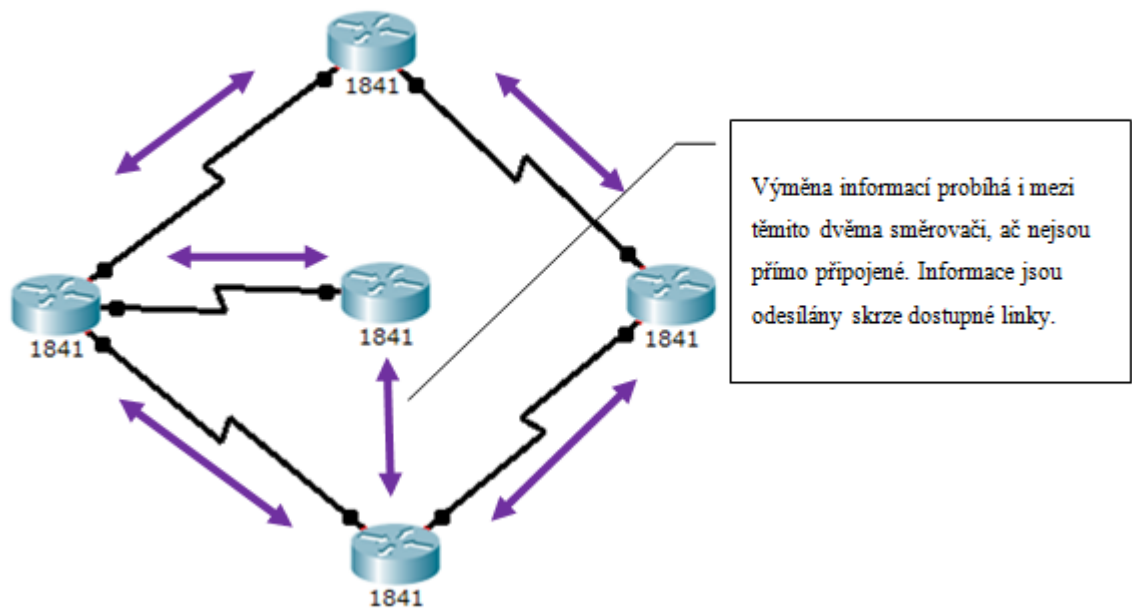 1841
Výměna informací probíhá i mezi
těmito dvěma směrovači, ač nejsou
přímo připojené. Informace jsou
odesílány skrze dostupné linky.
1841
1841
1841
1841